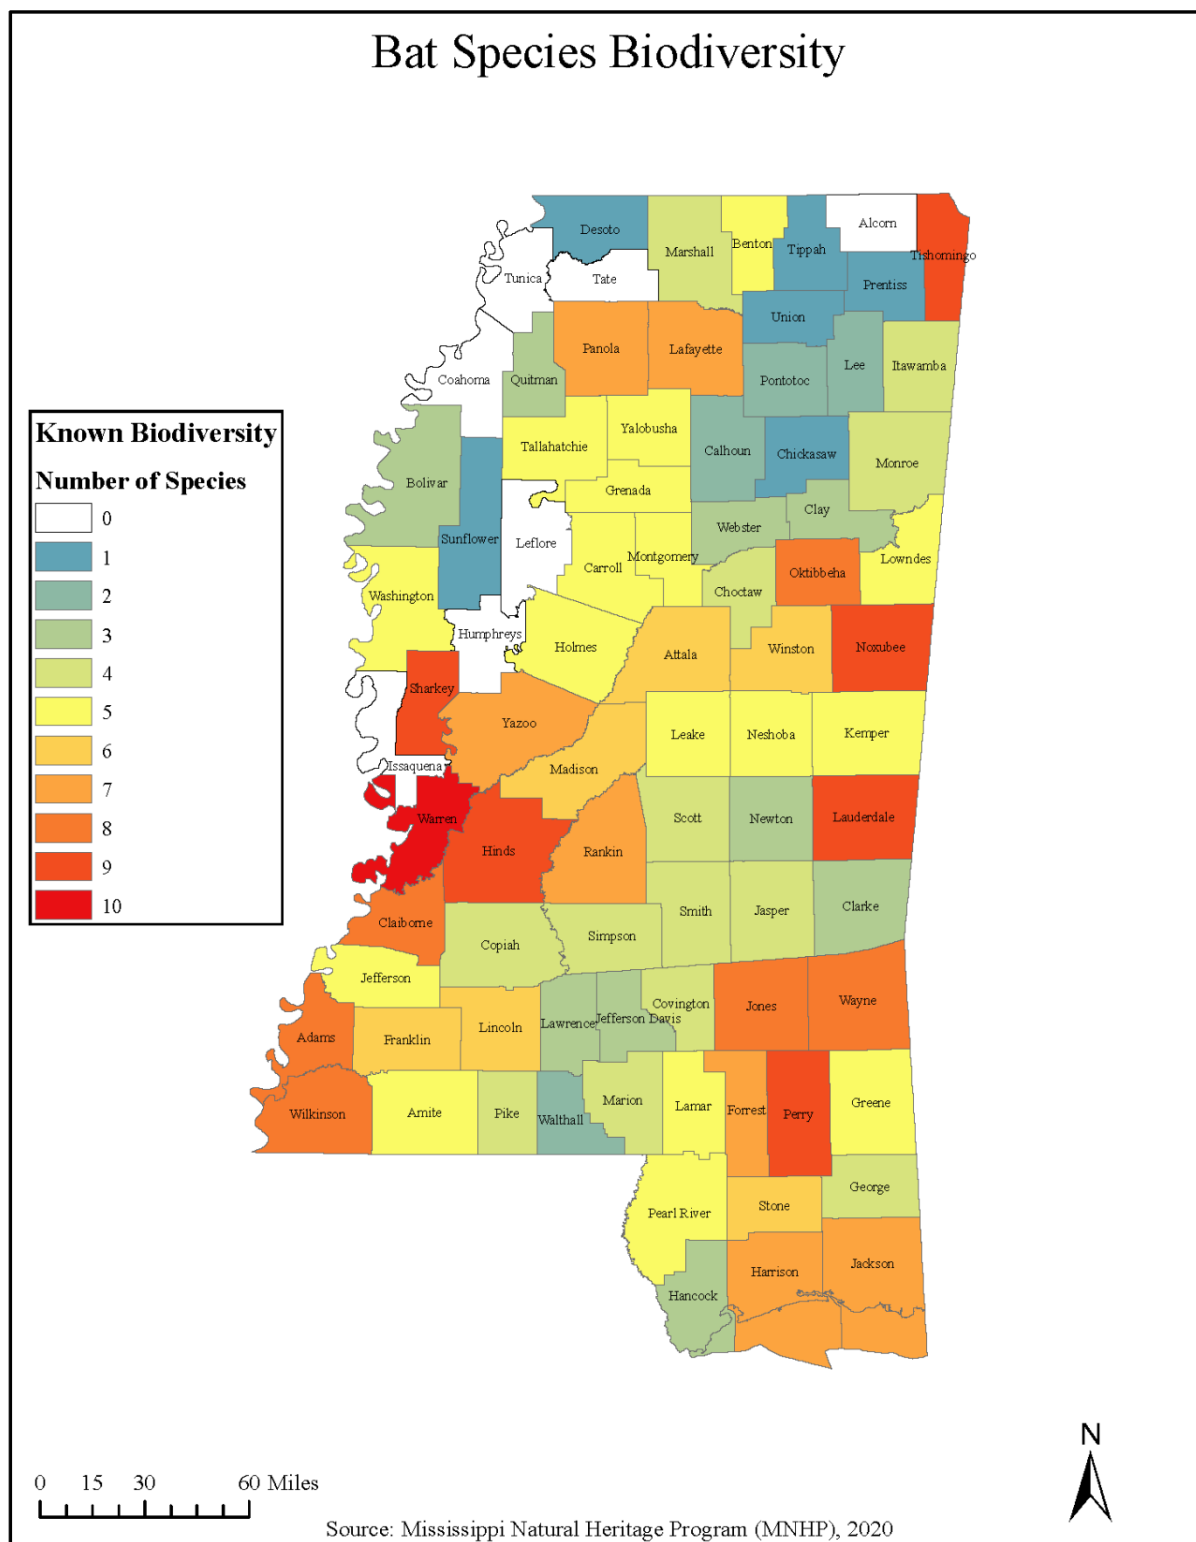 Bat Species Biodiversity
Desoto
Marshall
Benton
Tippah
Alcorn
Tishomingo
Tunica
Tate
Prentiss
Union
Panola
Lafayette
Coahoma
Quitman
Pontotoc
Lee
Itawamba
Known Biodiversity
Number of Species
0
1
2
3
4
5
6
7
8
9
10
Tallahatchie
Yalobusha
Calhoun
Chickasaw
Monroe
Bolivar
Grenada
Webster
Clay
Sunflower
Leflore
Carroll
Montgomery
Choctaw
Oktibbeha
Lowndes
Washington
Humphreys
Holmes
Attala
Winston
Noxubee
Sharkey
Yazoo
Leake
Neshoba
Kemper
Issaquena
Madison
Warren
Hinds
Rankin
Scott
Newton
Lauderdale
Claiborne
Copiah
Simpson
Smith
Jasper
Clarke
Jefferson
Adams
Franklin
Lincoln
Lawrence
Jefferson Davis
Covington
Jones
Wayne
Wilkinson
Amite
Pike
Walthall
Marion
Lamar
Forrest
Perry
Greene
Pearl River
Stone
George
Hancock
Harrison
Jackson
N
0 15 30 60 Miles
Source: Mississippi Natural Heritage Program (MNHP), 2020